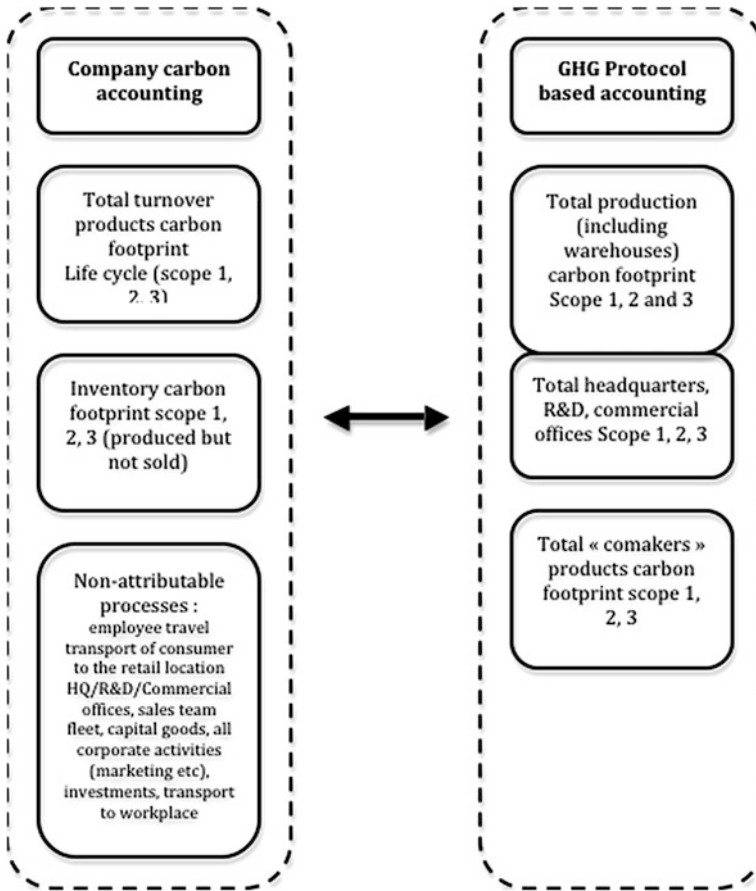 Company carbon
accounting
Total turnover
products carbon
footprint
Life cycle (scope 1,
2, 3)
Inventory carbon
footprint scope 1,
2, 3 (produced but
not sold)
Non-attributable
processes :
employee travel
transport of consumer
to the retail location
HQ/R&D/Commercial
offices, sales team
fleet, capital goods, all
corporate activities
(marketing etc),
investments, transport
to workplace
GHG Protocol
based accounting
Total production
(including
warehouses)
carbon footprint
Scope 1, 2 and 3
Total headquarters,
R&D, commercial
offices Scope 1, 2, 3
Total « comakers »
products carbon
footprint scope 1,
2, 3